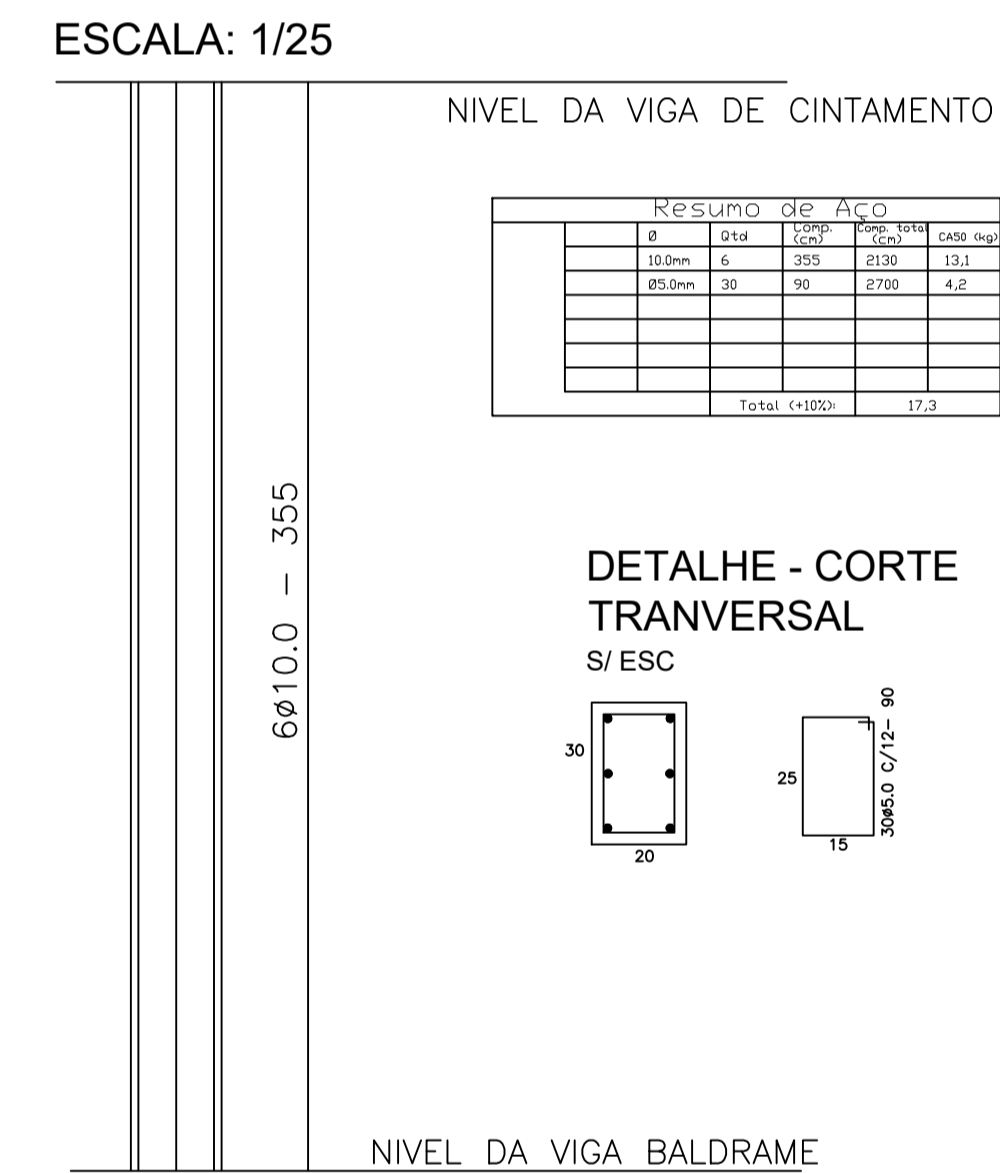 ESCALA: 1/25
NIVEL DA VIGA DE CINTAMENTO
Resumo de Aço
Ø Qtd Comp. (cm) Comp. total (cm) CA50 (kg)
10.0mm 6 355 2130 13,1
Ø5.0mm 30 90 2700 4,2
Total (+10%): 17,3
6ø10.0 - 355
DETALHE - CORTE
TRANVERSAL
S/ ESC
30
20
25
15
30ø5.0 C/12- 90
NIVEL DA VIGA BALDRAME